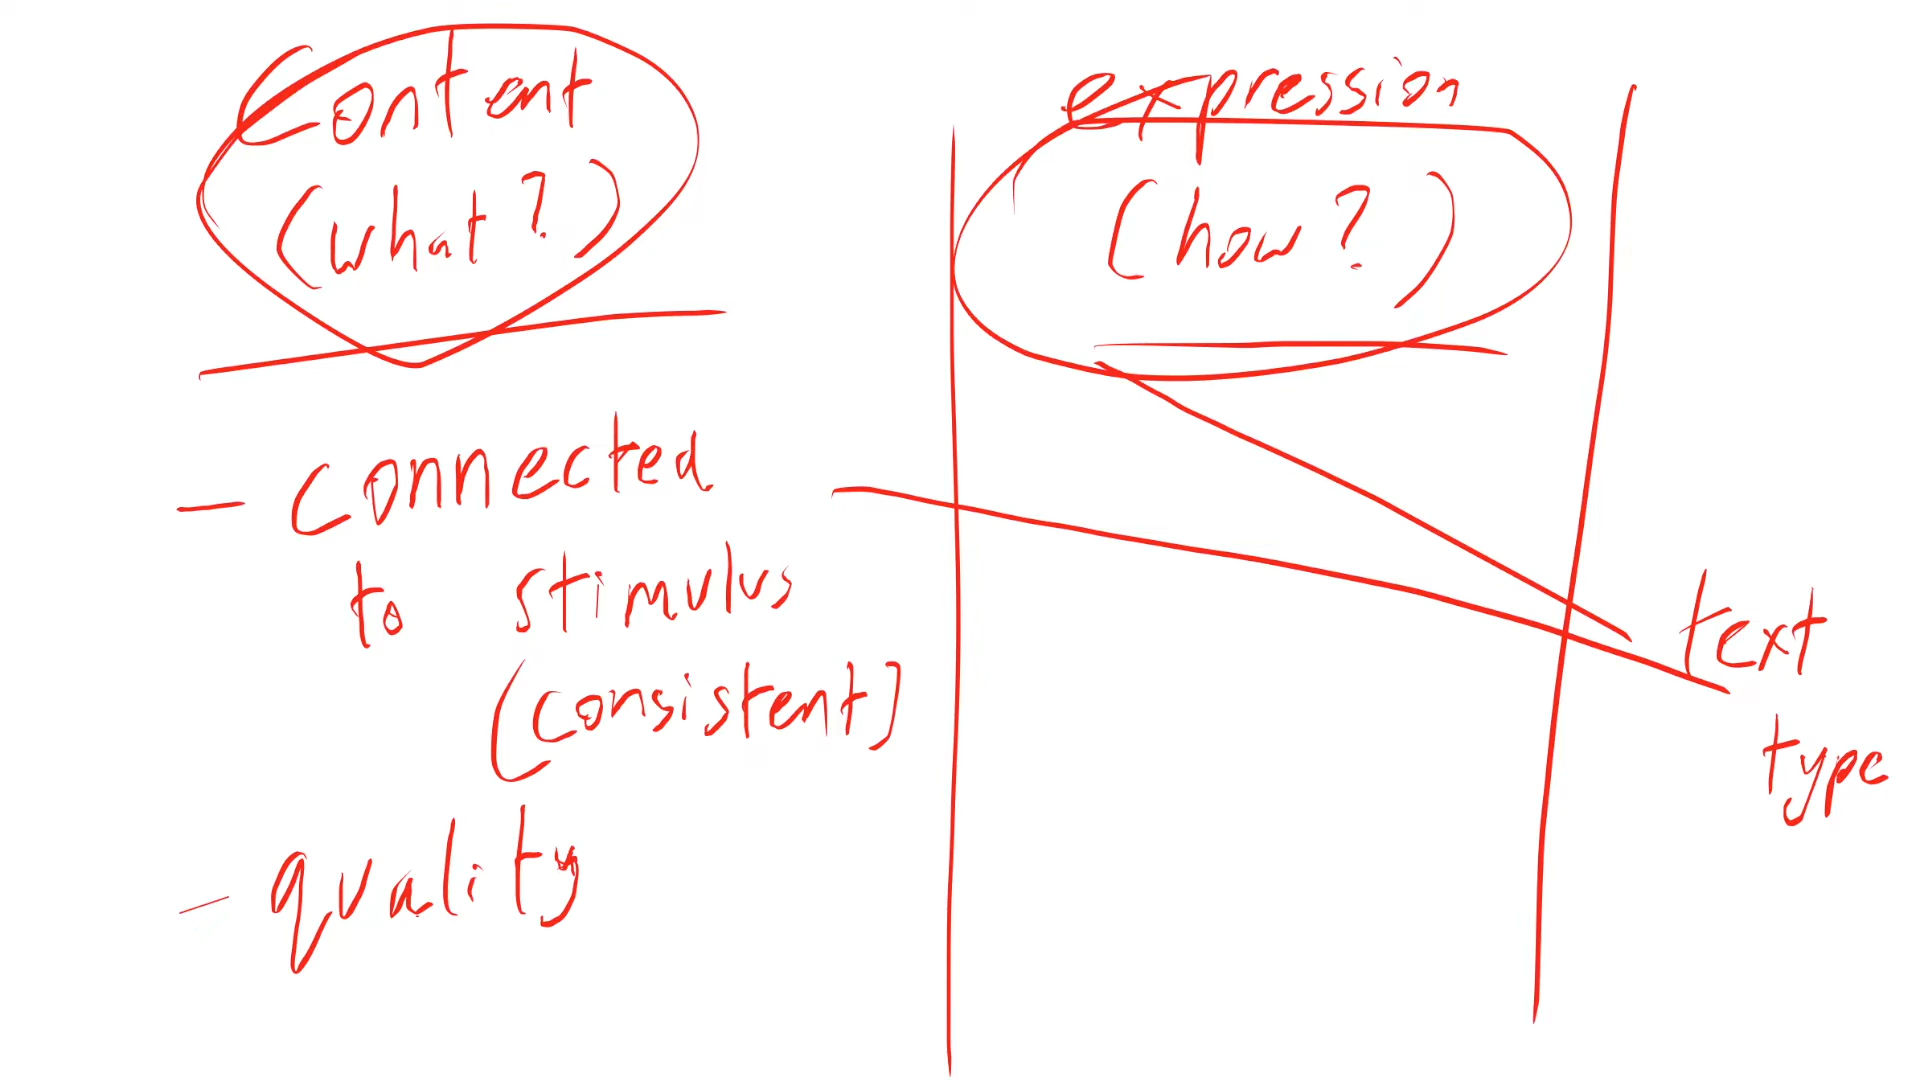 Content
(what?)
- connected
to stimulus
(consistent)
- quality
expression
(how?)
text
type